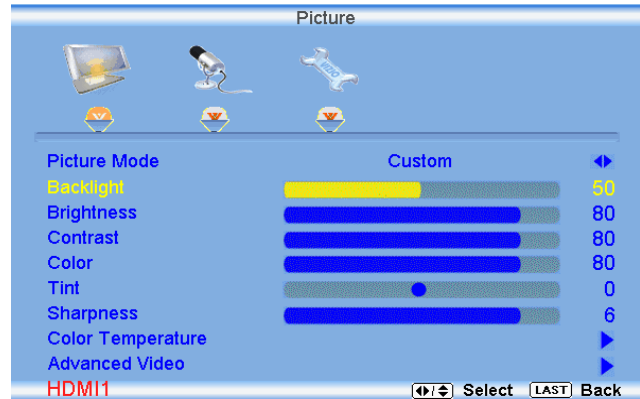 Picture
Picture Mode Custom
Backlight 50
Brightness 80
Contrast 80
Color 80
Tint 0
Sharpness 6
Color Temperature
Advanced Video
HDMI1 Select LAST Back